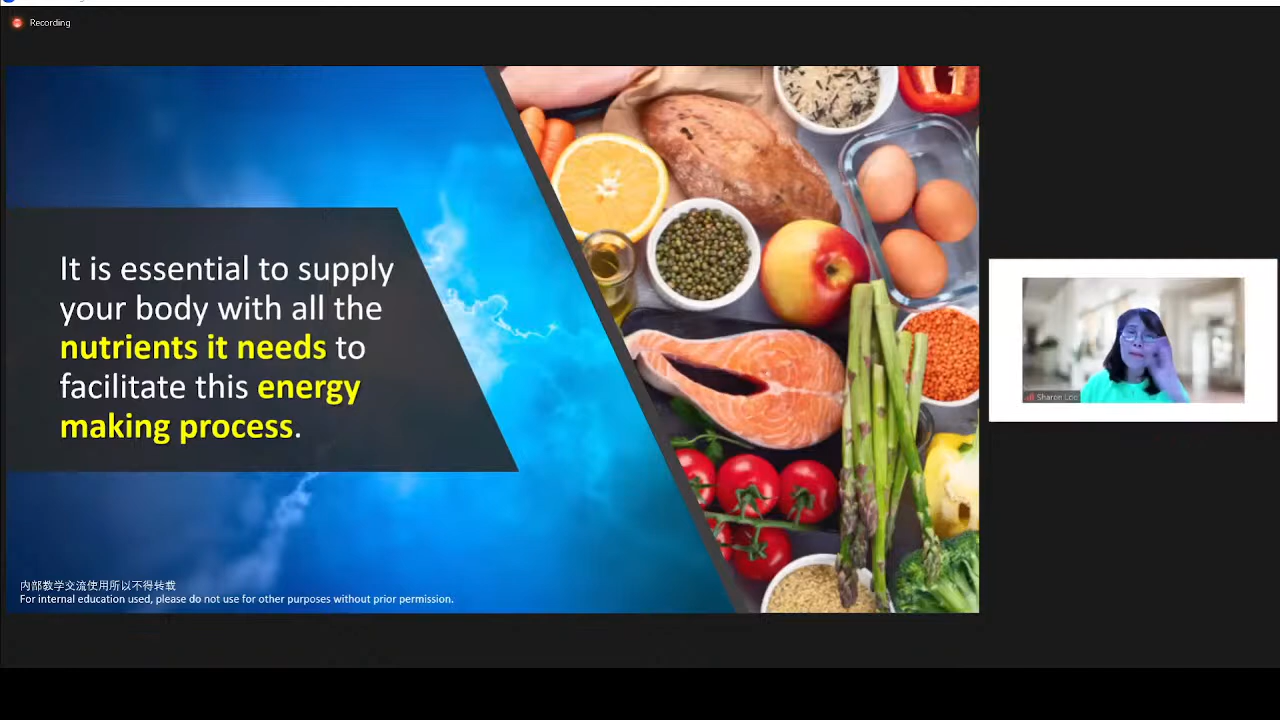 Recording
It is essential to supply
your body with all the
nutrients it needs to
facilitate this energy
making process.
Sharon Lee
内部教学交流使用所以不得转载
For internal education used, please do not use for other purposes without prior permission.